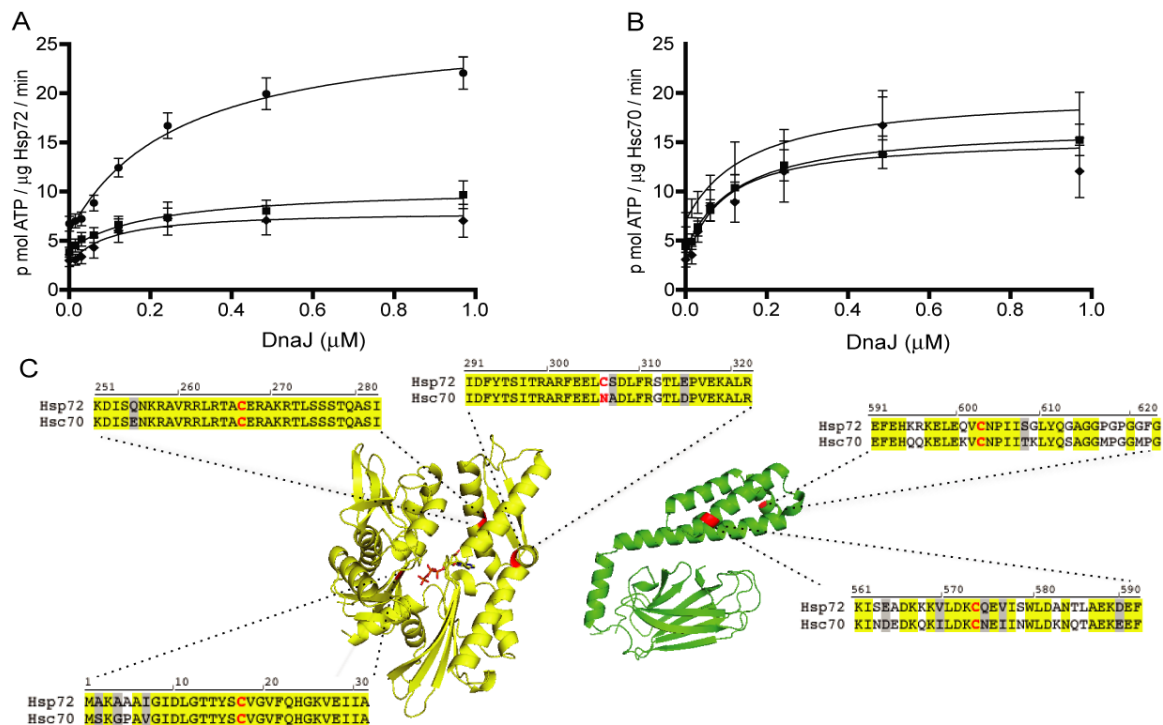 A
25
20
15
10
5
0
p mol ATP / µg Hsp72 / min
0.0 0.2 0.4 0.6 0.8 1.0
DnaJ (µM)
B
25
20
15
10
5
0
p mol ATP / µg Hsc70 / min
0.0 0.2 0.4 0.6 0.8 1.0
DnaJ (µM)
C
251 260 270 280
Hsp72 KDISQNKRAVRRLRTACERAKRTLSSSTQASI
Hsc70 KDISENKRAVRRLRTACERAKRTLSSSTQASI
291 300 310 320
Hsp72 IDFYTSITRARFEELCSDLFRSTLEPVEKALR
Hsc70 IDFYTSITRARFEELNADLFRGTLDPVEKALR
591 600 610 620
Hsp72 EFEHKRKELEQVCNPIISGLYQGAGGPGPGGFG
Hsc70 EFEHQQKELEKVCNPIITKLYQSAGGMPGGMPG
561 570 580 590
Hsp72 KISEADKKKVLDKCQEVISWLDANTLAEKDEF
Hsc70 KINDEDKQKILDKCNEIINWLDKNQTAEKEEF
1 10 20 30
Hsp72 MAKAAAIGIDLGTTYSCVGVFQHGKVEIIA
Hsc70 MSKGPAVGIDLGTTYSCVGVFQHGKVEIIA